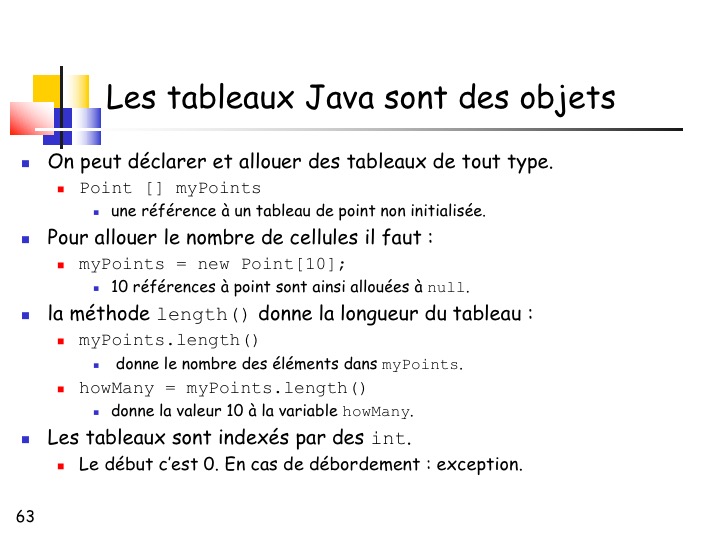 Les tableaux Java sont des objets
On peut déclarer et allouer des tableaux de tout type.
Point [] myPoints
une référence à un tableau de point non initialisée.
Pour allouer le nombre de cellules il faut :
myPoints = new Point[10];
10 références à point sont ainsi allouées à null.
la méthode length() donne la longueur du tableau :
myPoints.length()
donne le nombre des éléments dans myPoints.
howMany = myPoints.length()
donne la valeur 10 à la variable howMany.
Les tableaux sont indexés par des int.
Le début c'est 0. En cas de débordement : exception.
63